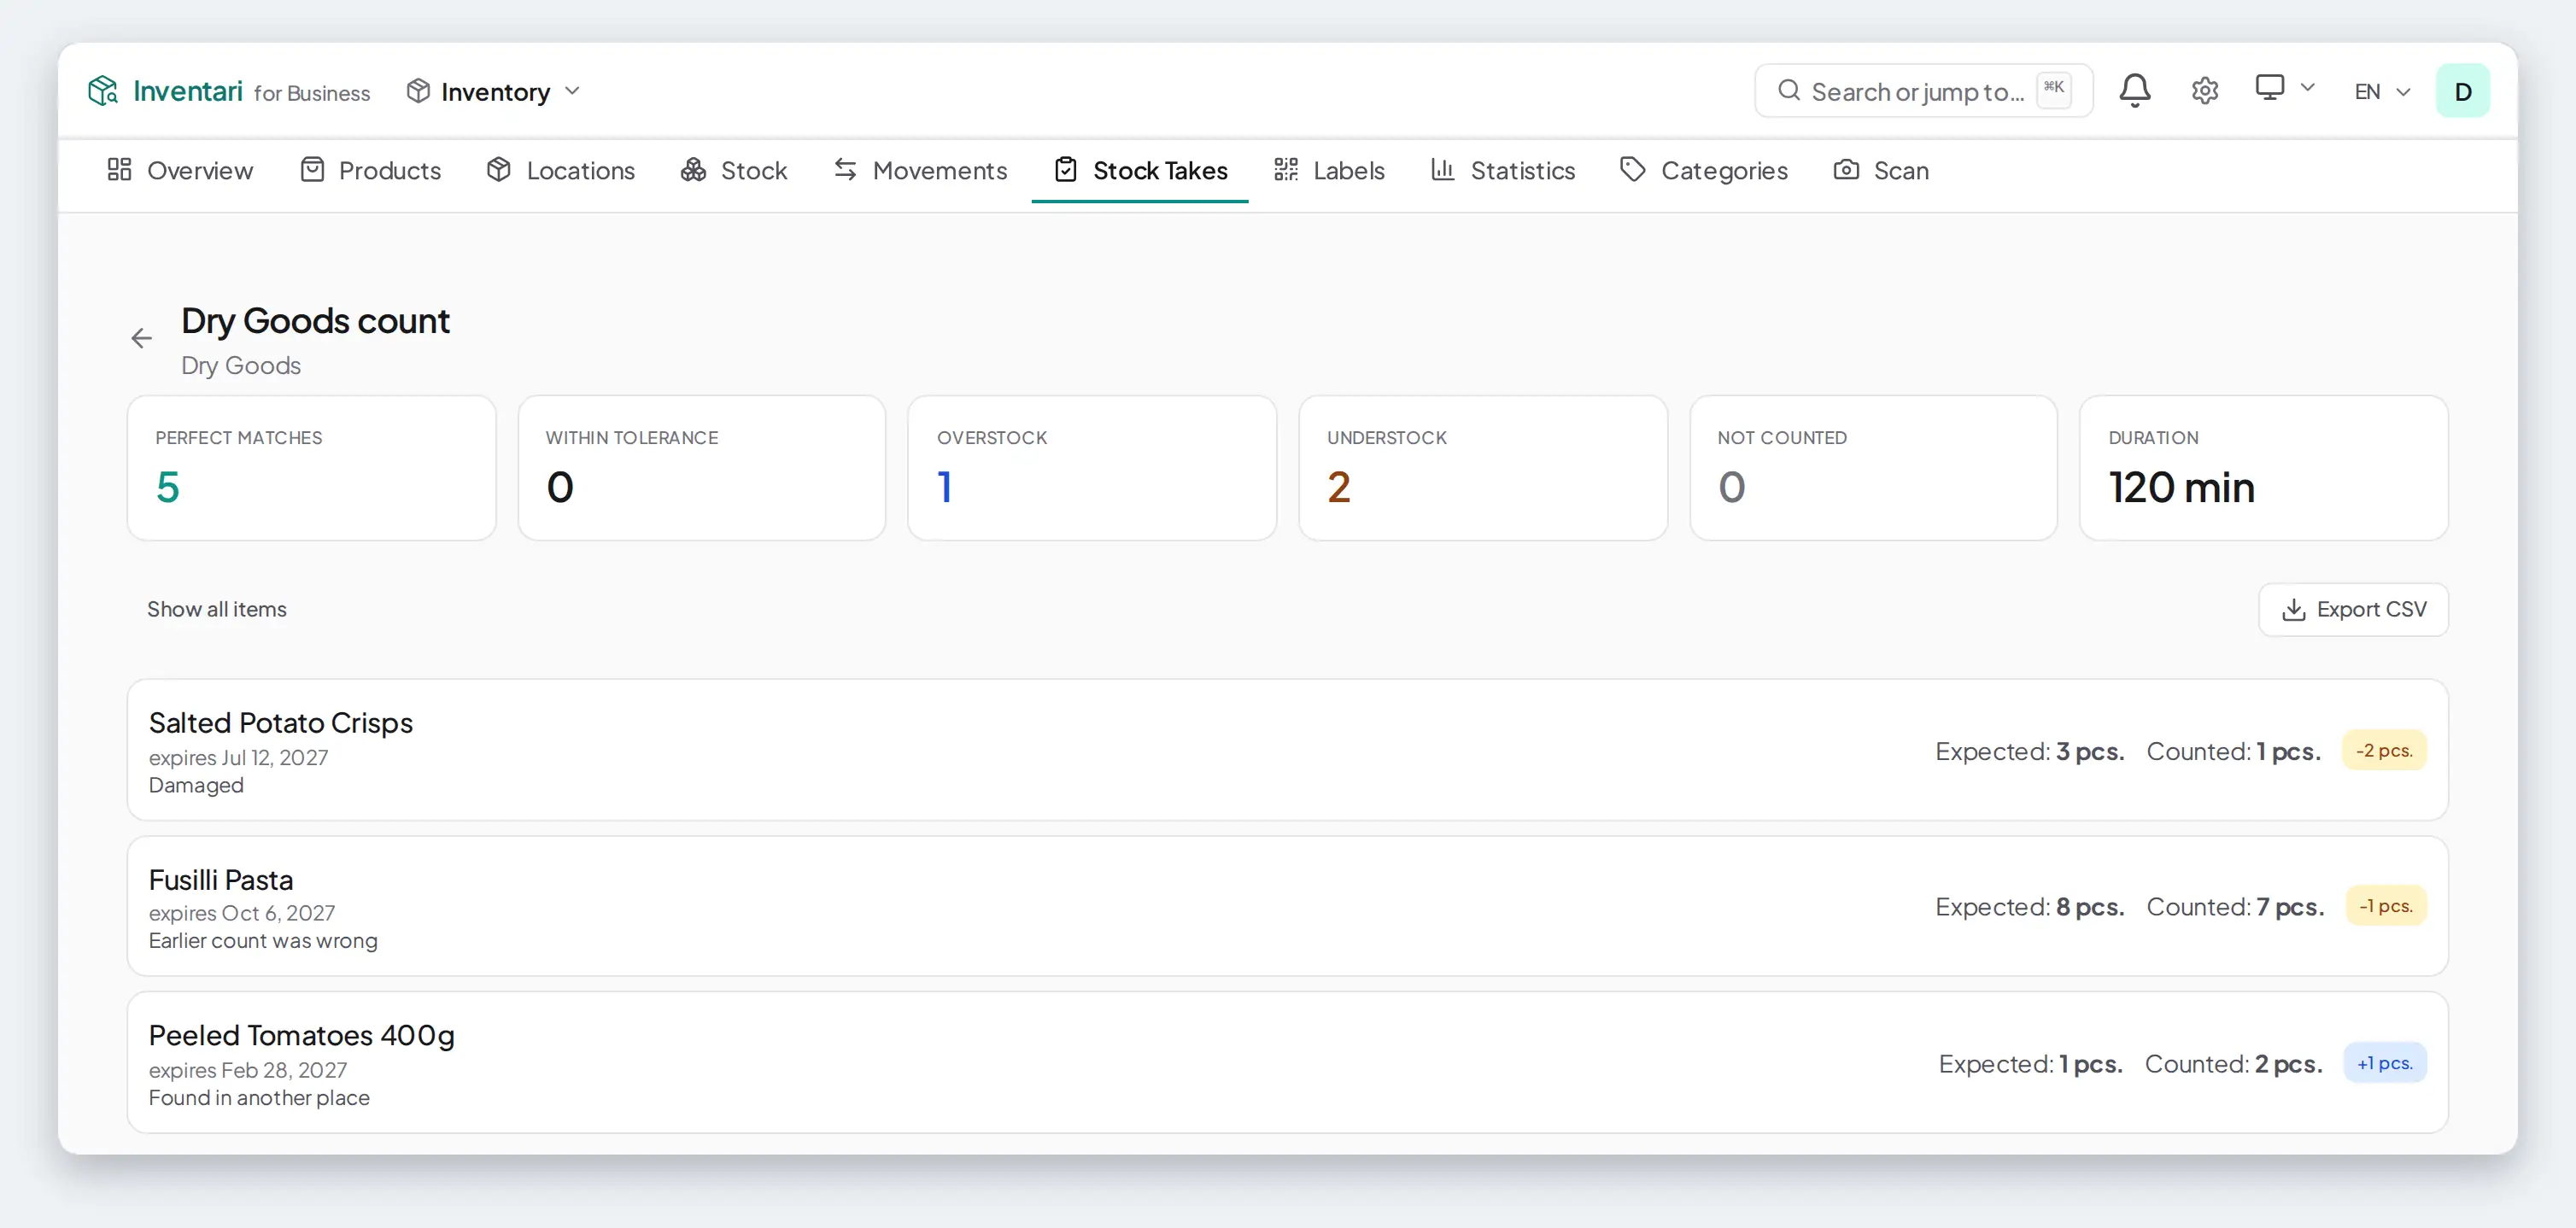 Inventari for Business
Inventory
Search or jump to...
⌘K
EN
D
Overview
Products
Locations
Stock
Movements
Stock Takes
Labels
Statistics
Categories
Scan
Dry Goods count
Dry Goods
PERFECT MATCHES
5
WITHIN TOLERANCE
0
OVERSTOCK
1
UNDERSTOCK
2
NOT COUNTED
0
DURATION
120 min
Show all items
Export CSV
Salted Potato Crisps
expires Jul 12, 2027
Damaged
Expected: 3 pcs. Counted: 1 pcs. -2 pcs.
Fusilli Pasta
expires Oct 6, 2027
Earlier count was wrong
Expected: 8 pcs. Counted: 7 pcs. -1 pcs.
Peeled Tomatoes 400g
expires Feb 28, 2027
Found in another place
Expected: 1 pcs. Counted: 2 pcs. +1 pcs.